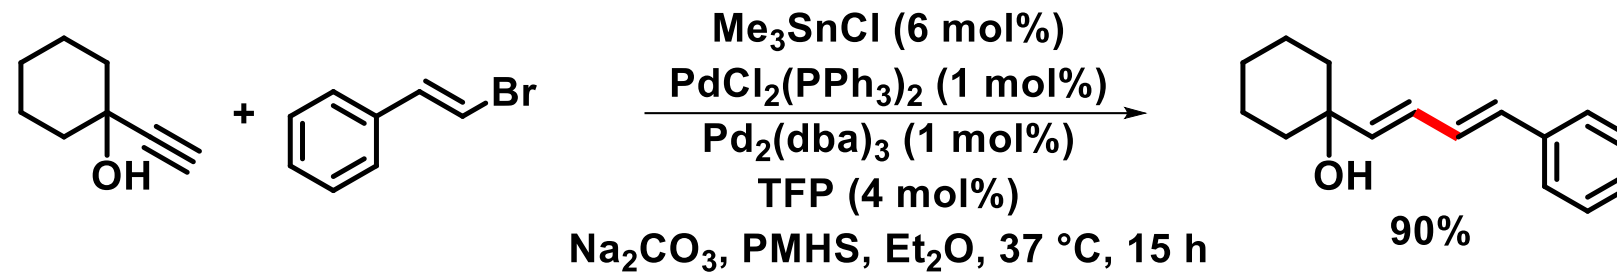 Me₃SnCl (6 mol%)
PdCl₂(PPh₃)₂ (1 mol%)
+
Br
Pd₂(dba)₃ (1 mol%)
OH
OH
TFP (4 mol%)
90%
Na₂CO₃, PMHS, Et₂O, 37 °C, 15 h